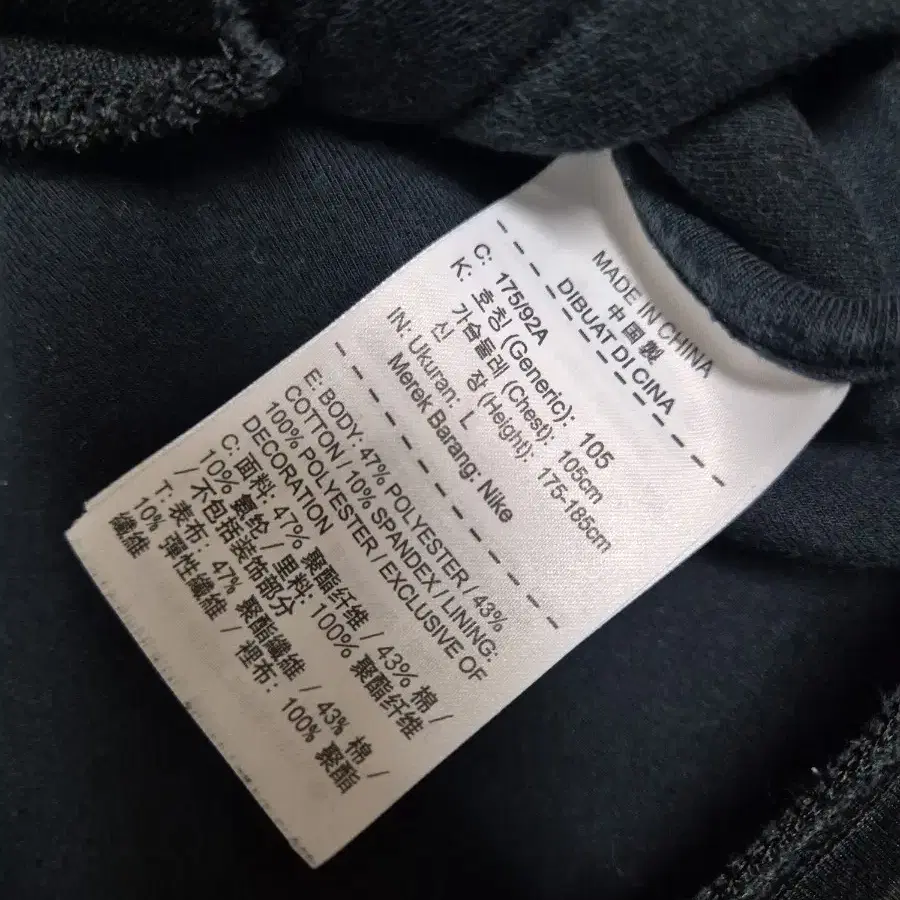 MADE IN CHINA
中国製
DIBUAT DI CINA
C: 175/92A
K: 호칭 (Generic): 105
가슴둘레 (Chest): 105cm
신 장 (Height): 175-185cm
IN: Ukuran: L
Merek Barang: Nike
E: BODY: 47% POLYESTER / 43%
COTTON / 10% SPANDEX / LINING:
100% POLYESTER / EXCLUSIVE OF
DECORATION
C: 面料: 47% 聚酯纤维 / 43% 棉 /
10% 氨纶 / 里料: 100% 聚酯纤维
/ 不包括装饰部分
T: 表布: 47% 聚酯纖維 / 43% 棉 /
10% 彈性纖維 / 裡布: 100% 聚酯
纖維